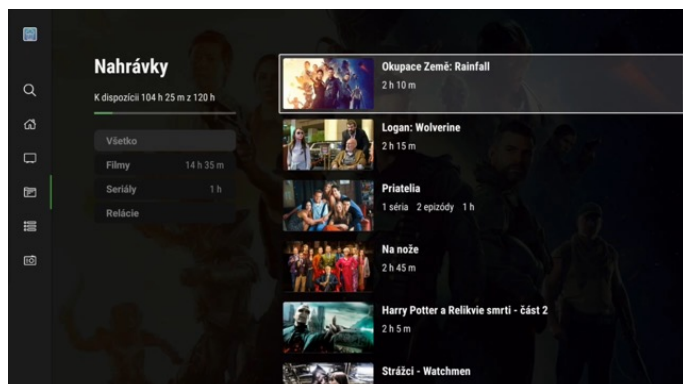 Nahrávky
K dispozícii 104 h 25 m z 120 h
Všetko
Filmy 14 h 35 m
Seriály 1 h
Relácie
Okupace Země: Rainfall
2 h 10 m
Logan: Wolverine
2 h 15 m
Priatelia
1 séria 2 epizódy 1 h
Na nože
2 h 45 m
Harry Potter a Relikvie smrti - část 2
2 h 5 m
Strážci - Watchmen